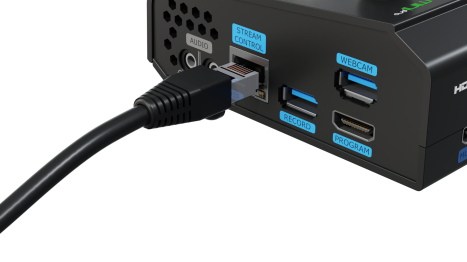 AUDIO
STREAM
CONTROL
WEBCAM
RECORD
PROGRAM